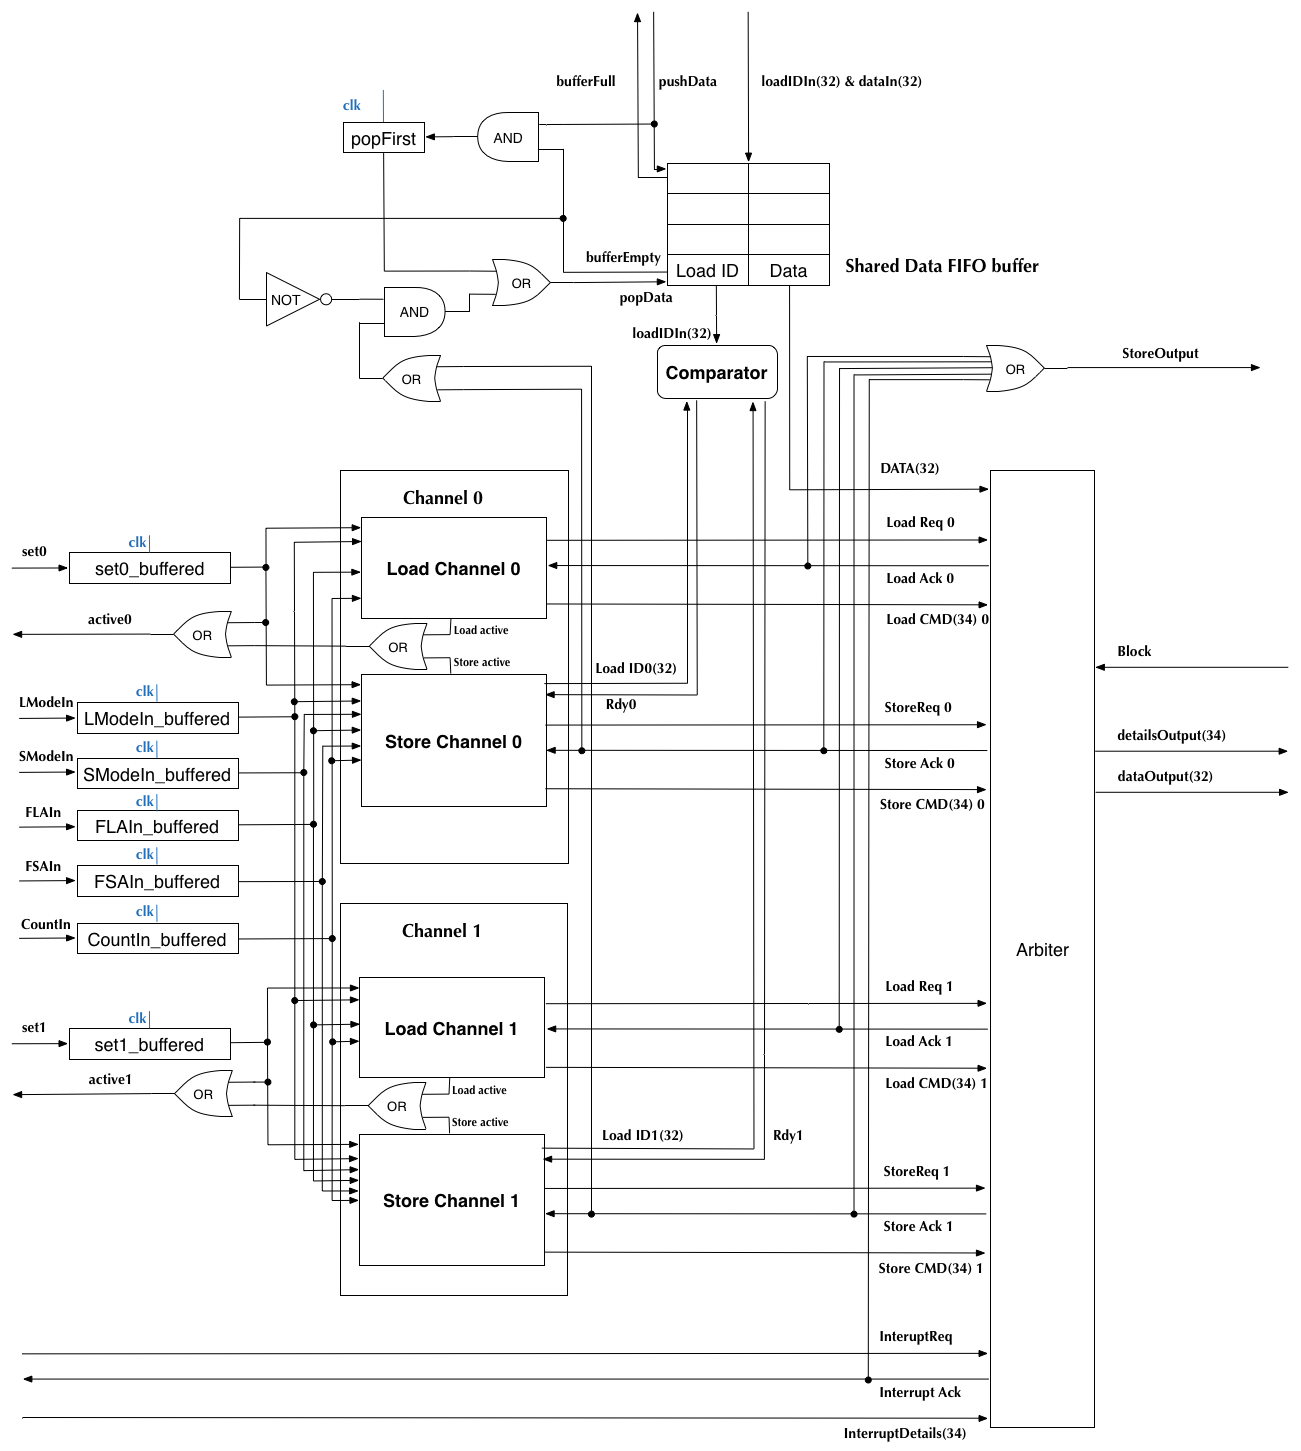 bufferFull
pushData
loadIDIn(32) & dataIn(32)
clk
popFirst
AND
bufferEmpty
Load ID
Data
Shared Data FIFO buffer
NOT
AND
OR
popData
loadIDIn(32)
OR
Comparator
OR
StoreOutput
DATA(32)
Channel 0
Load Req 0
set0
clk
set0_buffered
Load Channel 0
Load Ack 0
active0
OR
OR
Load active
Load CMD(34) 0
Store active
Load ID0(32)
Block
Rdy0
LModeIn
clk
LModeIn_buffered
StoreReq 0
Store Channel 0
detailsOutput(34)
SModeIn
clk
SModeIn_buffered
Store Ack 0
dataOutput(32)
FLAIn
clk
FLAIn_buffered
Store CMD(34) 0
FSAIn
clk
FSAIn_buffered
CountIn
clk
CountIn_buffered
Channel 1
Arbiter
Load Req 1
set1
clk
set1_buffered
Load Channel 1
Load Ack 1
active1
OR
OR
Load active
Load CMD(34) 1
Store active
Load ID1(32)
Rdy1
StoreReq 1
Store Channel 1
Store Ack 1
Store CMD(34) 1
InteruptReq
Interrupt Ack
InterruptDetails(34)